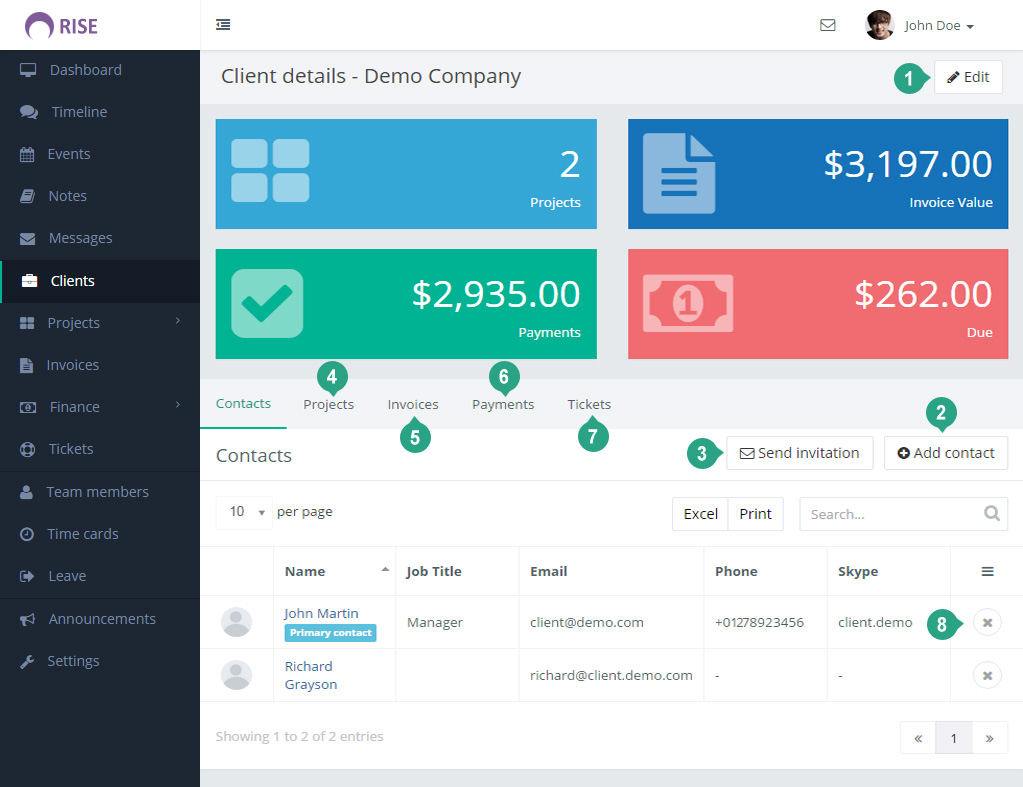 RISE
John Doe
Dashboard
Timeline
Events
Notes
Messages
Clients
Projects
Invoices
Finance
Tickets
Team members
Time cards
Leave
Announcements
Settings
Client details - Demo Company
1
Edit
2
Projects
$3,197.00
Invoice Value
$2,935.00
Payments
1
$262.00
Due
4
6
Contacts Projects Invoices Payments Tickets
5
7
2
Contacts
3
Send invitation
Add contact
10 per page
Excel Print
Search...
Name Job Title Email Phone Skype
John Martin
Primary contact
Manager client@demo.com +01278923456 client.demo
8
Richard
Grayson
richard@client.demo.com - -
Showing 1 to 2 of 2 entries
« 1 »